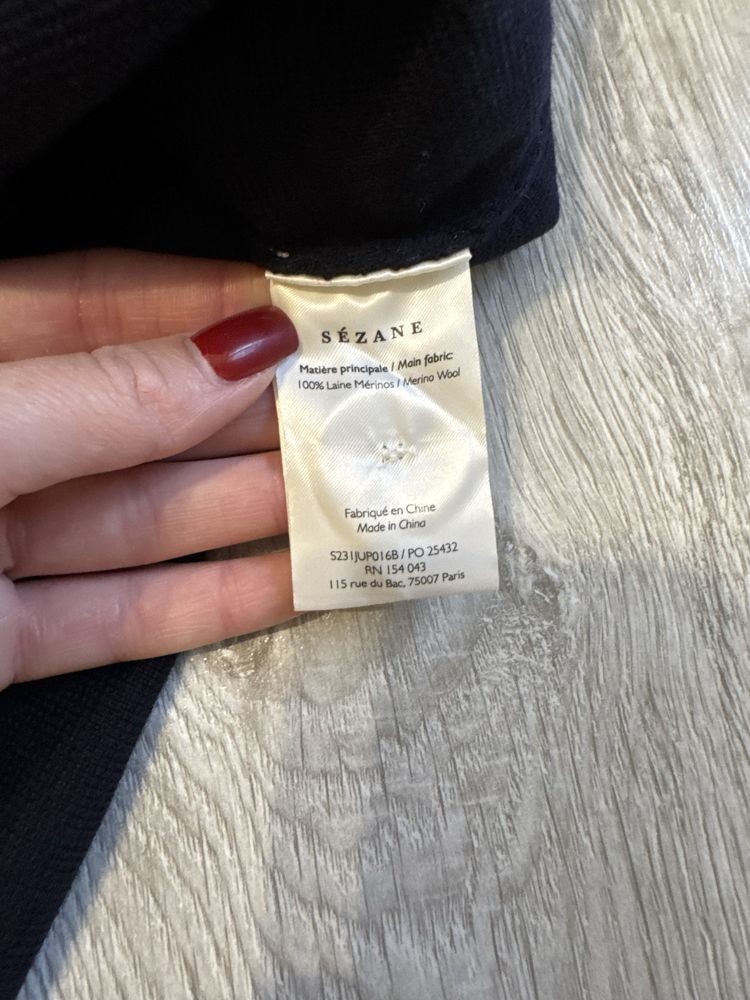 SÉZANE
Matière principale / Main fabric
100% Laine Mérinos / Merino Wool
Fabriqué en Chine
Made in China
S231JUP016B / PO 25432
RN 154 043
115 rue du Bac, 75007 Paris